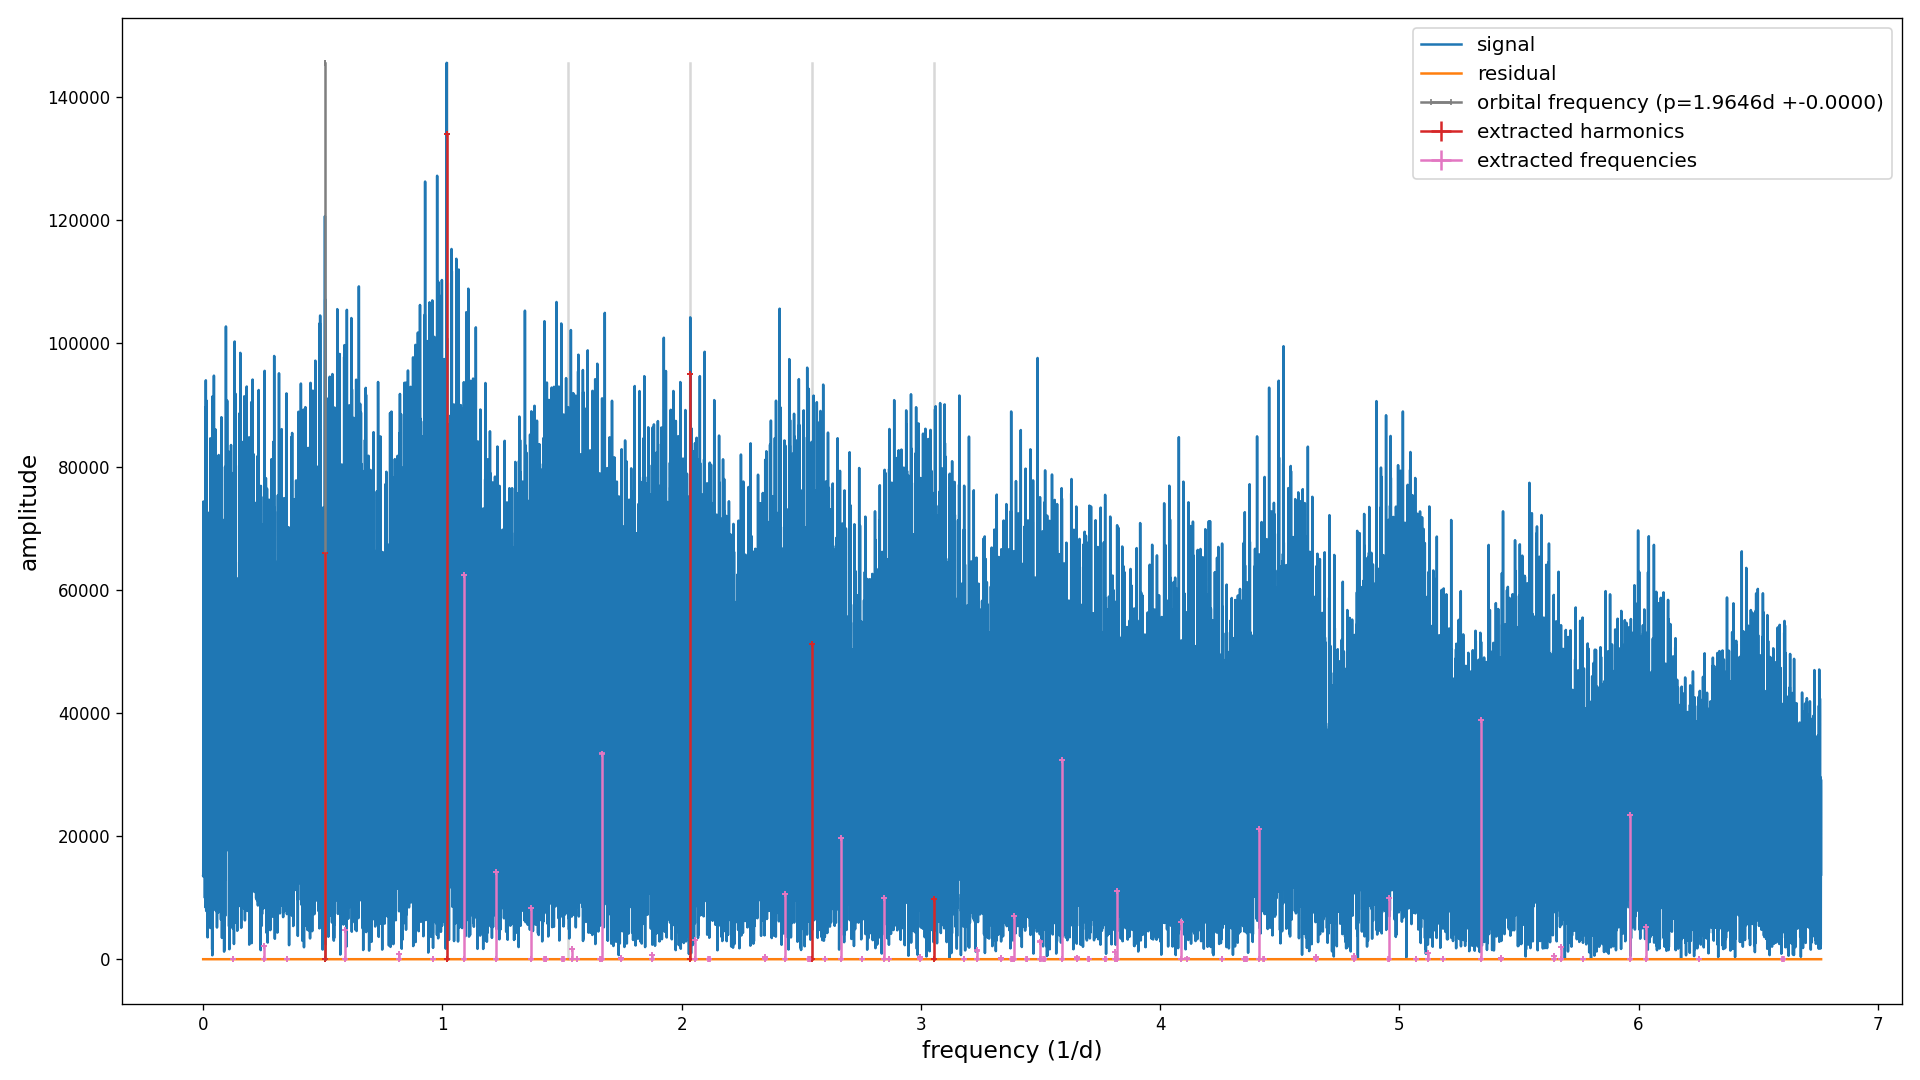 signal
residual
orbital frequency (p=1.9646d +-0.0000)
extracted harmonics
extracted frequencies
140000
120000
100000
80000
60000
40000
20000
0
amplitude
0 1 2 3 4 5 6 7
frequency (1/d)